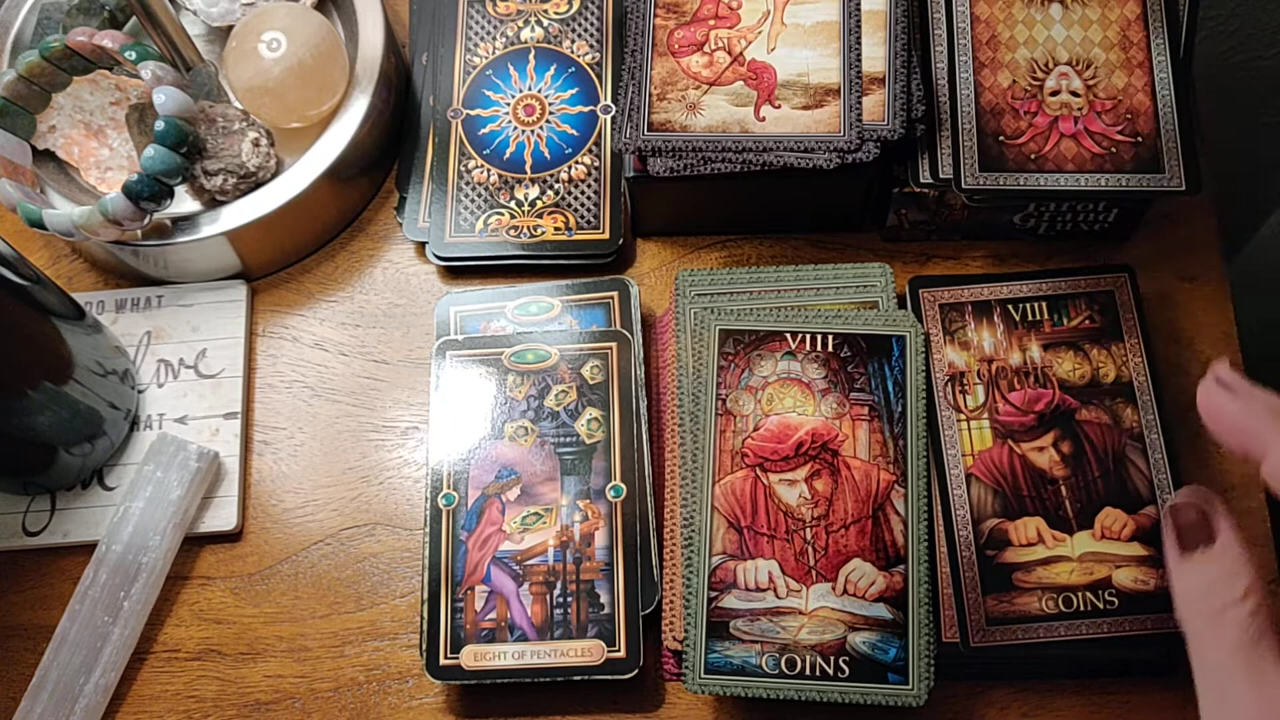 DO WHAT
love
HAT
Tarot
Grand
Luxe
VIII
VIII
EIGHT OF PENTACLES
COINS
COINS